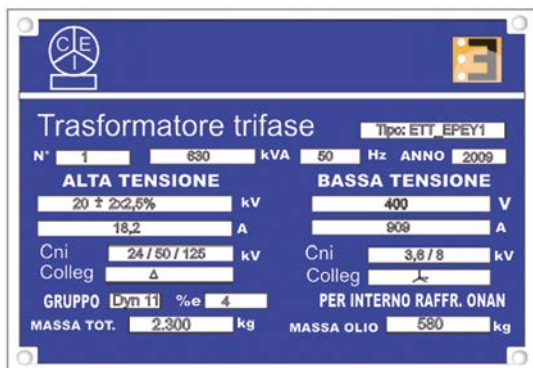 CEI
Trasformatore trifase Tipo: ETT_EPEY1
N° 1 630 kVA 50 Hz ANNO 2009
ALTA TENSIONE BASSA TENSIONE
20 ± 2x2,5% kV 400 V
18,2 A 909 A
Cni 24 / 50 / 125 kV Cni 3,6 / 8 kV
Colleg Δ Colleg
GRUPPO Dyn 11 %e 4 PER INTERNO RAFFR. ONAN
MASSA TOT. 2.300 kg MASSA OLIO 580 kg